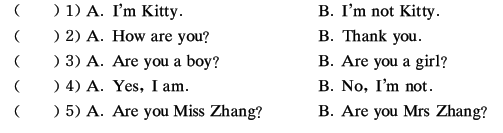 (    ) 1) A. I'm Kitty.    B. I'm not Kitty.
(    ) 2) A. How are you?    B. Thank you.
(    ) 3) A. Are you a boy?    B. Are you a girl?
(    ) 4) A. Yes, I am.    B. No, I'm not.
(    ) 5) A. Are you Miss Zhang?    B. Are you Mrs Zhang?